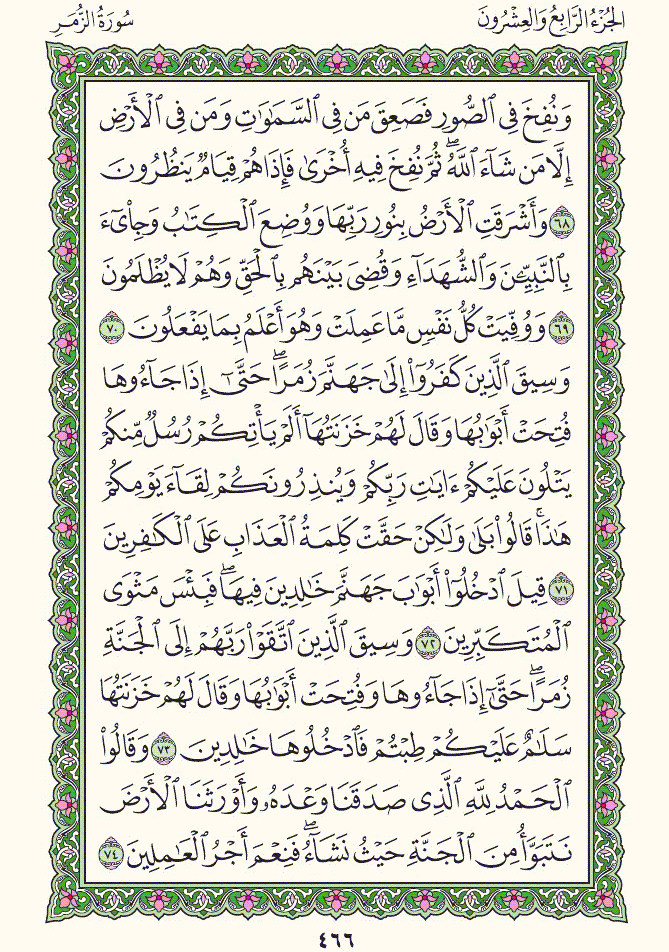 سُورَةُ الزُّمَرِ
الجُزْءُ الرَّابِعُ وَالعِشْرُونَ
وَنُفِخَ فِي ٱلصُّورِ فَصَعِقَ مَن فِي ٱلسَّمَٰوَٰتِ وَمَن فِي ٱلْأَرْضِ
إِلَّا مَن شَآءَ ٱللَّهُ ۖ ثُمَّ نُفِخَ فِيهِ أُخْرَىٰ فَإِذَا هُمْ قِيَامٌ يَنظُرُونَ
٦٨ وَأَشْرَقَتِ ٱلْأَرْضُ بِنُورِ رَبِّهَا وَوُضِعَ ٱلْكِتَٰبُ وَجِا۟ىٓءَ
بِٱلنَّبِيِّـۧنَ وَٱلشُّهَدَآءِ وَقُضِىَ بَيْنَهُم بِٱلْحَقِّ وَهُمْ لَا يُظْلَمُونَ
٦٩ وَوُفِّيَتْ كُلُّ نَفْسٍ مَّا عَمِلَتْ وَهُوَ أَعْلَمُ بِمَا يَفْعَلُونَ ٧٠
وَسِيقَ ٱلَّذِينَ كَفَرُوٓا۟ إِلَىٰ جَهَنَّمَ زُمَرًا ۖ حَتَّىٰٓ إِذَا جَآءُوهَا
فُتِحَتْ أَبْوَٰبُهَا وَقَالَ لَهُمْ خَزَنَتُهَآ أَلَمْ يَأْتِكُمْ رُسُلٌ مِّنكُمْ
يَتْلُونَ عَلَيْكُمْ ءَايَٰتِ رَبِّكُمْ وَيُنذِرُونَكُمْ لِقَآءَ يَوْمِكُمْ
هَٰذَا ۚ قَالُوا۟ بَلَىٰ وَلَٰكِنْ حَقَّتْ كَلِمَةُ ٱلْعَذَابِ عَلَى ٱلْكَٰفِرِينَ
٧١ قِيلَ ٱدْخُلُوٓا۟ أَبْوَٰبَ جَهَنَّمَ خَٰلِدِينَ فِيهَا ۖ فَبِئْسَ مَثْوَى
ٱلْمُتَكَبِّرِينَ ٧٢ وَسِيقَ ٱلَّذِينَ ٱتَّقَوْا۟ رَبَّهُمْ إِلَى ٱلْجَنَّةِ
زُمَرًا ۖ حَتَّىٰٓ إِذَا جَآءُوهَا وَفُتِحَتْ أَبْوَٰبُهَا وَقَالَ لَهُمْ خَزَنَتُهَا
سَلَٰمٌ عَلَيْكُمْ طِبْتُمْ فَٱدْخُلُوهَا خَٰلِدِينَ ٧٣ وَقَالُوا۟
ٱلْحَمْدُ لِلَّهِ ٱلَّذِى صَدَقَنَا وَعْدَهُۥ وَأَوْرَثَنَا ٱلْأَرْضَ
نَتَبَوَّأُ مِنَ ٱلْجَنَّةِ حَيْثُ نَشَآءُ ۖ فَنِعْمَ أَجْرُ ٱلْعَٰمِلِينَ ٧٤
٤٦٦